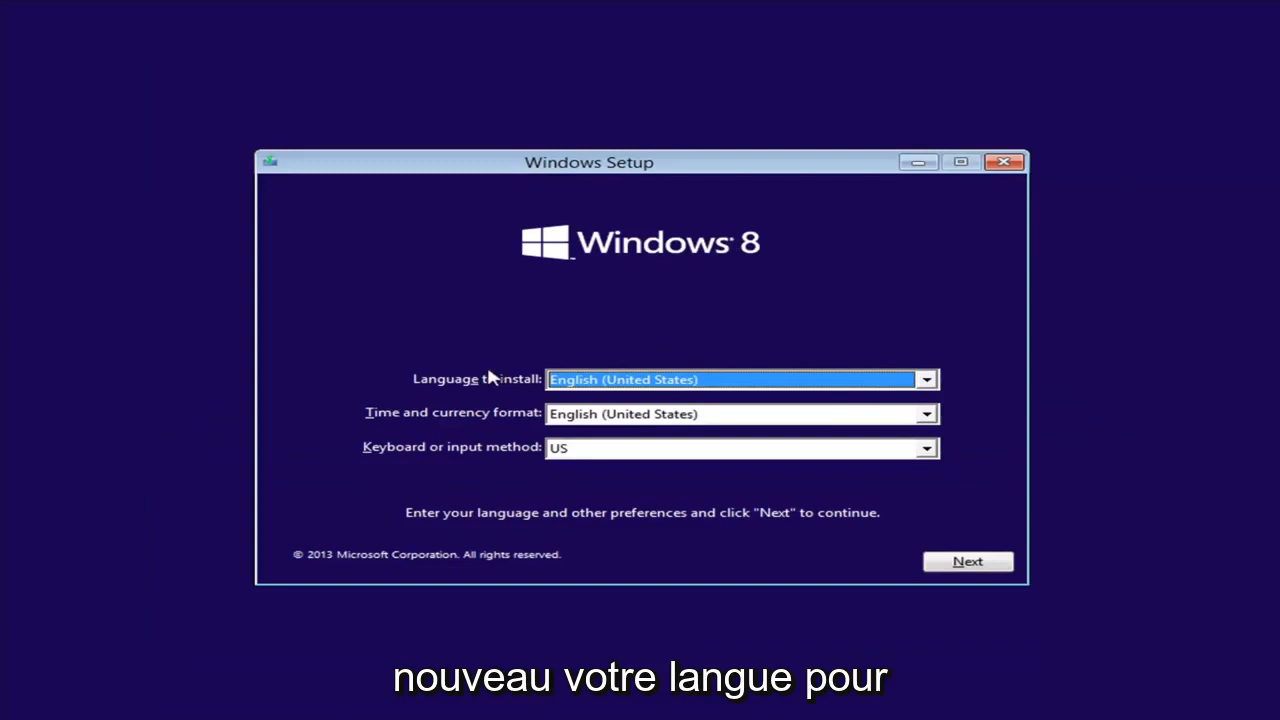 Windows Setup
Windows 8
Language to install: English (United States)
Time and currency format: English (United States)
Keyboard or input method: US
Enter your language and other preferences and click "Next" to continue.
© 2013 Microsoft Corporation. All rights reserved.
Next
nouveau votre langue pour